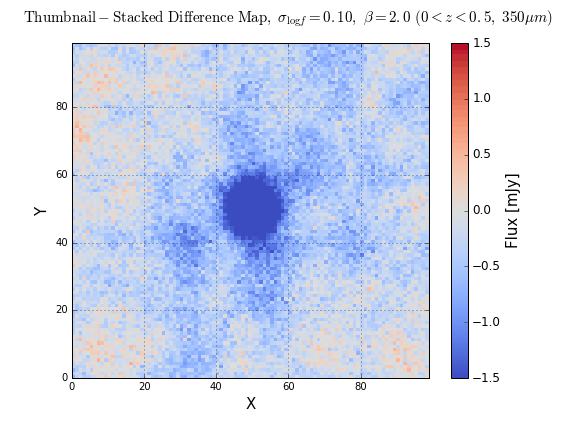 Thumbnail − Stacked Difference Map, σ_log f = 0.10, β = 2.0 (0 < z < 0.5, 350μm)
80
60
40
20
0
Y
0 20 40 60 80
X
1.5
1.0
0.5
0.0
−0.5
−1.0
−1.5
Flux [mJy]